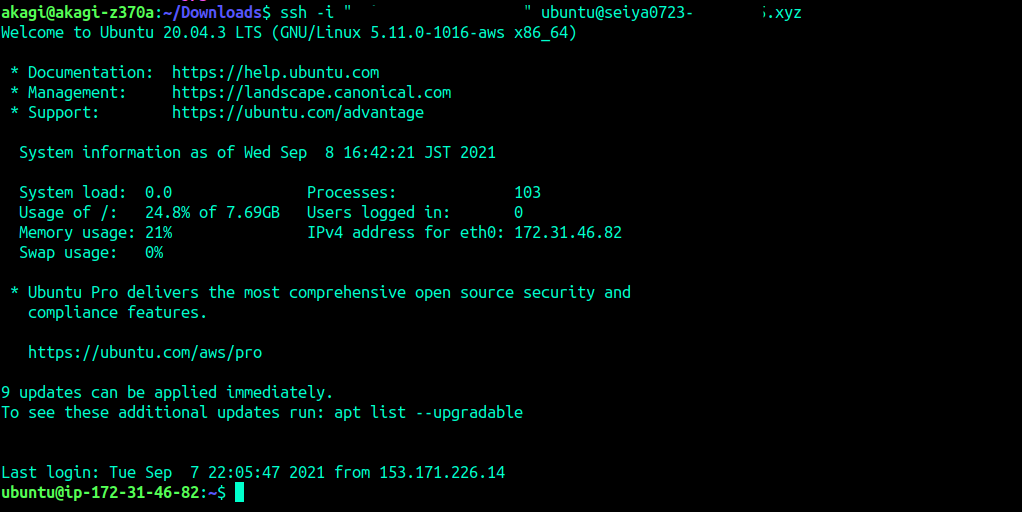 akagi@akagi-z370a:~/Downloads$ ssh -i " " ubuntu@seiya0723- .xyz
Welcome to Ubuntu 20.04.3 LTS (GNU/Linux 5.11.0-1016-aws x86_64)
* Documentation: https://help.ubuntu.com
* Management: https://landscape.canonical.com
* Support: https://ubuntu.com/advantage
System information as of Wed Sep 8 16:42:21 JST 2021
System load: 0.0 Processes: 103
Usage of /: 24.8% of 7.69GB Users logged in: 0
Memory usage: 21% IPv4 address for eth0: 172.31.46.82
Swap usage: 0%
* Ubuntu Pro delivers the most comprehensive open source security and
compliance features.
https://ubuntu.com/aws/pro
9 updates can be applied immediately.
To see these additional updates run: apt list --upgradable
Last login: Tue Sep 7 22:05:47 2021 from 153.171.226.14
ubuntu@ip-172-31-46-82:~$